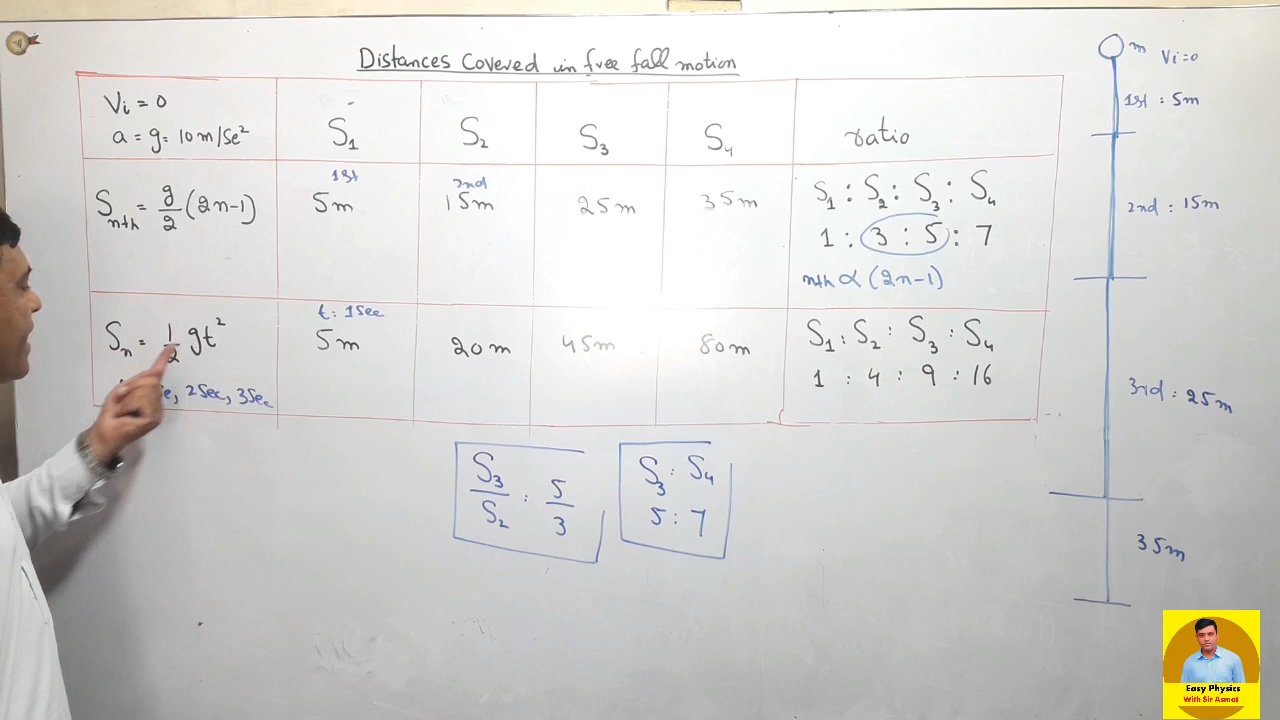 Distances Covered in free fall motion
Vi = 0
a = g = 10 m/Se²
S₁
S₂
S₃
S₄
ratio
Sₙₜₕ = g/2 (2n-1)
1st
5m
2nd
15m
25m
35m
S₁ : S₂ : S₃ : S₄
1 : 3 : 5 : 7
nth ∝ (2n-1)
Sₙ = 1/2 gt²
2Sec, 3Sec
t: 1Sec
5m
20m
45m
80m
S₁ : S₂ : S₃ : S₄
1 : 4 : 9 : 16
S₃/S₂ : 5/3
S₃ : S₄
5 : 7
m Vi=0
1st : 5m
2nd : 15m
3rd : 25m
35m
Easy Physics
With Sir Asmat